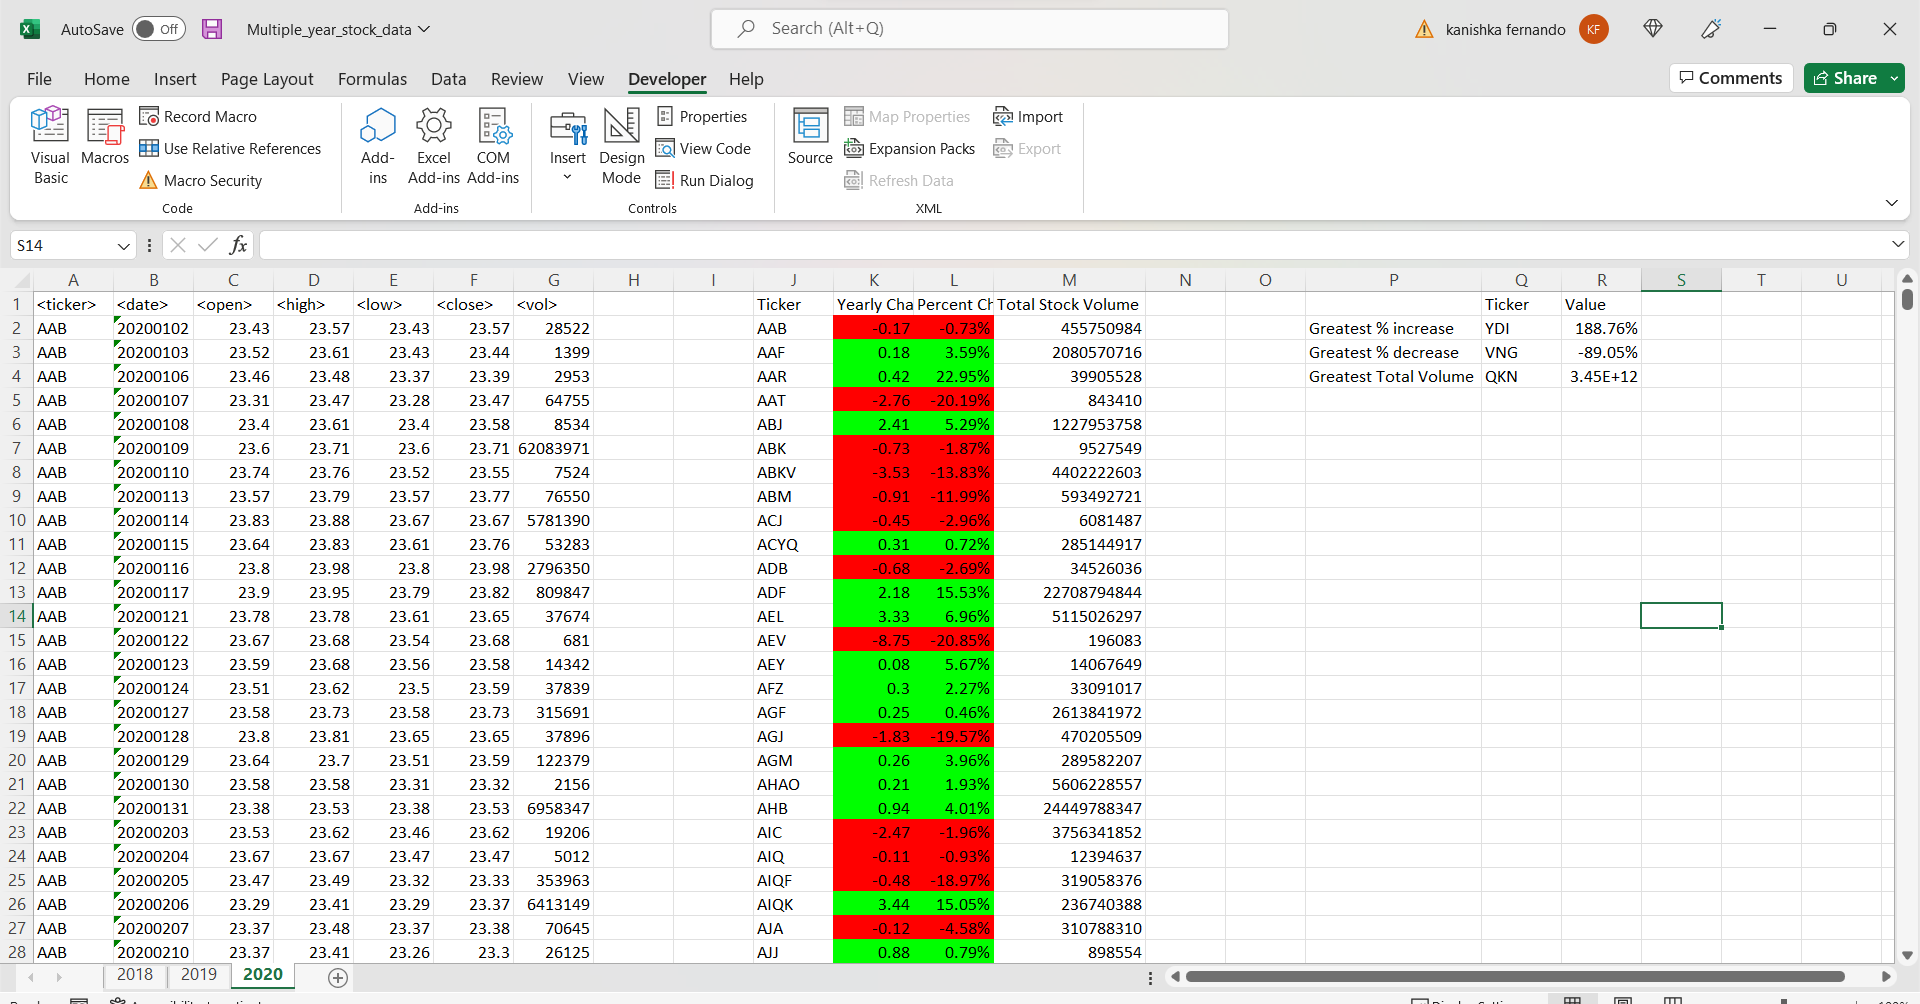 AutoSave Off Multiple_year_stock_data Search (Alt+Q) kanishka fernando KF
File Home Insert Page Layout Formulas Data Review View Developer Help Comments Share
Visual Basic
Macros
Record Macro
Use Relative References
Macro Security
Code
Add-ins
Excel Add-ins
COM Add-ins
Add-ins
Insert
Design Mode
Properties
View Code
Run Dialog
Controls
Source
Map Properties
Expansion Packs
Refresh Data
Import
Export
XML
S14 fx
A B C D E F G H I J K L M N O P Q R S T U
1 <ticker> <date> <open> <high> <low> <close> <vol> Ticker Yearly Cha Percent Ch Total Stock Volume Ticker Value
2 AAB 20200102 23.43 23.57 23.43 23.57 28522 AAB -0.17 -0.73% 455750984 Greatest % increase YDI 188.76%
3 AAB 20200103 23.52 23.61 23.43 23.44 1399 AAF 0.18 3.59% 2080570716 Greatest % decrease VNG -89.05%
4 AAB 20200106 23.46 23.48 23.37 23.39 2953 AAR 0.42 22.95% 39905528 Greatest Total Volume QKN 3.45E+12
5 AAB 20200107 23.31 23.47 23.28 23.47 64755 AAT -2.76 -20.19% 843410
6 AAB 20200108 23.4 23.61 23.4 23.58 8534 ABJ 2.41 5.29% 1227953758
7 AAB 20200109 23.6 23.71 23.6 23.71 62083971 ABK -0.73 -1.87% 9527549
8 AAB 20200110 23.74 23.76 23.52 23.55 7524 ABKV -3.53 -13.83% 4402222603
9 AAB 20200113 23.57 23.79 23.57 23.77 76550 ABM -0.91 -11.99% 593492721
10 AAB 20200114 23.83 23.88 23.67 23.67 5781390 ACJ -0.45 -2.96% 6081487
11 AAB 20200115 23.64 23.83 23.61 23.76 53283 ACYQ 0.31 0.72% 285144917
12 AAB 20200116 23.8 23.98 23.8 23.98 2796350 ADB -0.68 -2.69% 34526036
13 AAB 20200117 23.9 23.95 23.79 23.82 809847 ADF 2.18 15.53% 22708794844
14 AAB 20200121 23.78 23.78 23.61 23.65 37674 AEL 3.33 6.96% 5115026297
15 AAB 20200122 23.67 23.68 23.54 23.68 681 AEV -8.75 -20.85% 196083
16 AAB 20200123 23.59 23.68 23.56 23.58 14342 AEY 0.08 5.67% 14067649
17 AAB 20200124 23.51 23.62 23.5 23.59 37839 AFZ 0.3 2.27% 33091017
18 AAB 20200127 23.58 23.73 23.58 23.73 315691 AGF 0.25 0.46% 2613841972
19 AAB 20200128 23.8 23.81 23.65 23.65 37896 AGJ -1.83 -19.57% 470205509
20 AAB 20200129 23.64 23.7 23.51 23.59 122379 AGM 0.26 3.96% 289582207
21 AAB 20200130 23.58 23.58 23.31 23.32 2156 AHAO 0.21 1.93% 5606228557
22 AAB 20200131 23.38 23.53 23.38 23.53 6958347 AHB 0.94 4.01% 24449788347
23 AAB 20200203 23.53 23.62 23.46 23.62 19206 AIC -2.47 -1.96% 3756341852
24 AAB 20200204 23.67 23.67 23.47 23.47 5012 AIQ -0.11 -0.93% 12394637
25 AAB 20200205 23.47 23.49 23.32 23.33 353963 AIQF -0.48 -18.97% 319058376
26 AAB 20200206 23.29 23.41 23.29 23.37 6413149 AIQK 3.44 15.05% 236740388
27 AAB 20200207 23.37 23.48 23.37 23.38 70645 AJA -0.12 -4.58% 310788310
28 AAB 20200210 23.37 23.41 23.26 23.3 26125 AJJ 0.88 0.79% 898554
2018 2019 2020